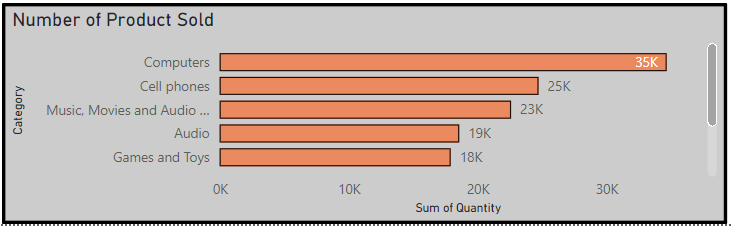 Number of Product Sold
Category
Computers 35K
Cell phones 25K
Music, Movies and Audio ... 23K
Audio 19K
Games and Toys 18K
0K 10K 20K 30K
Sum of Quantity